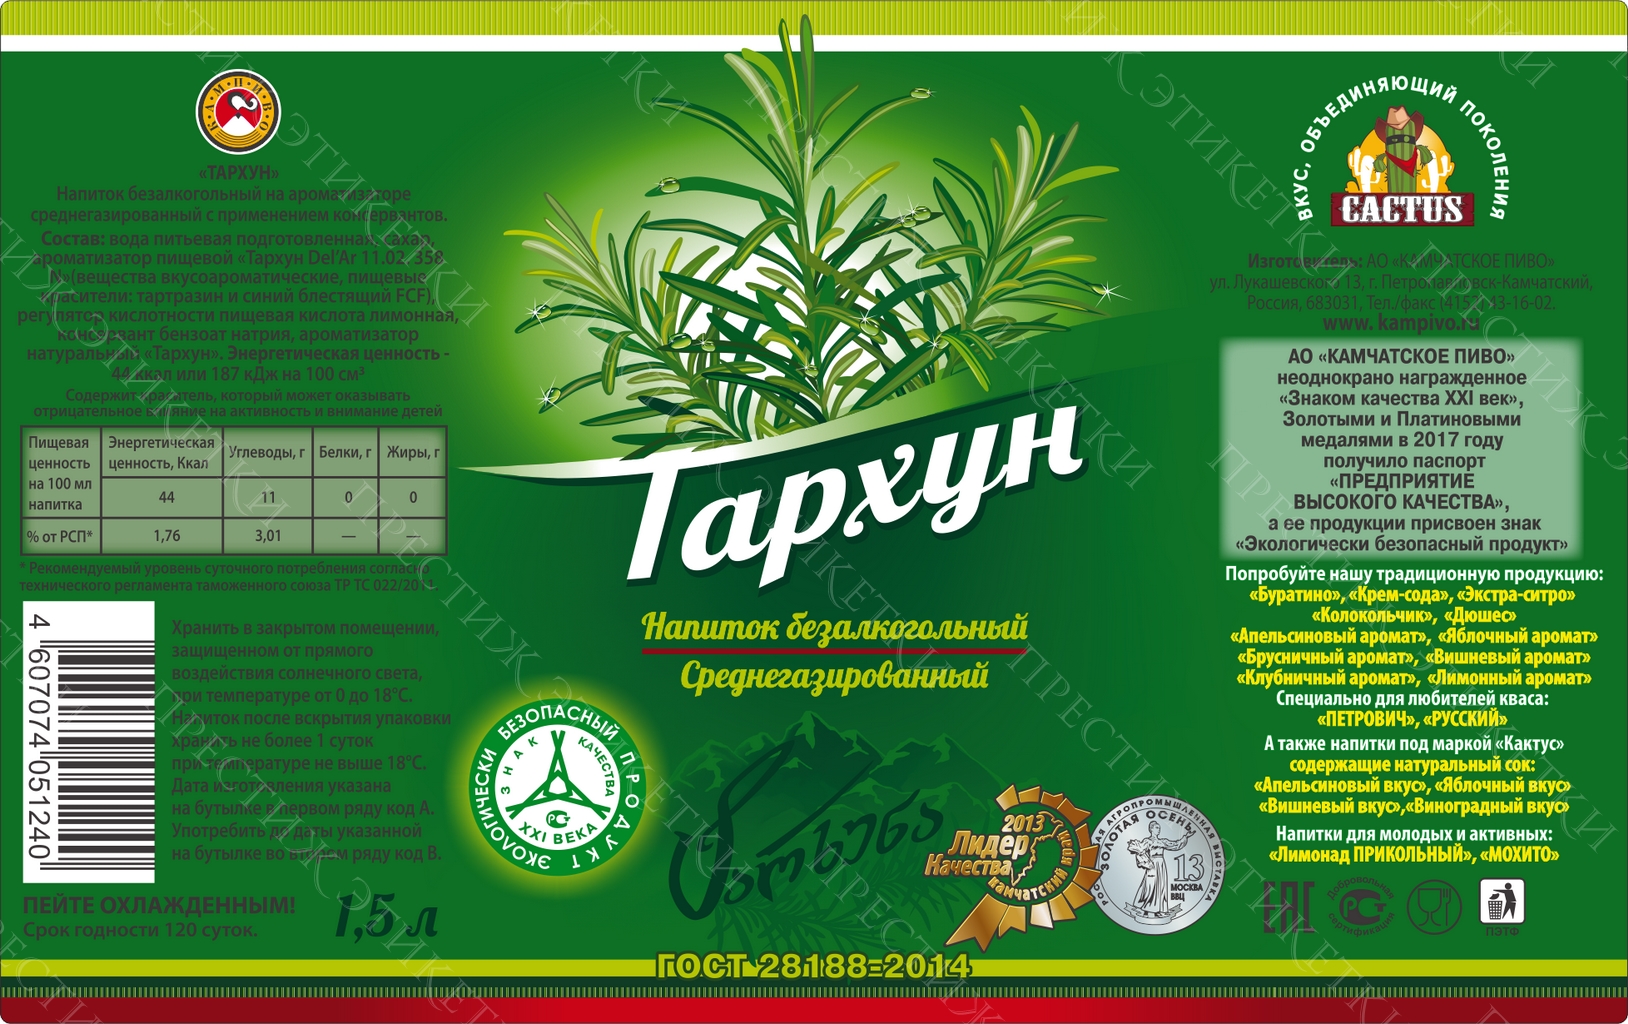 КАМПИВО
«ТАРХУН»
Напиток безалкогольный на ароматизаторе
среднегазированный с применением консервантов.
Состав: вода питьевая подготовленная, сахар,
ароматизатор пищевой «Тархун Del'Ar 11.02. 358
N»(вещества вкусоароматические, пищевые
красители: тартразин и синий блестящий FCF),
регулятор кислотности пищевая кислота лимонная,
консервант бензоат натрия, ароматизатор
натуральный «Тархун». Энергетическая ценность -
44 ккал или 187 кДж на 100 см³
Содержит краситель, который может оказывать
отрицательное влияние на активность и внимание детей
Пищевая ценность на 100 мл напитка | Энергетическая ценность, Ккал | Углеводы, г | Белки, г | Жиры, г
44 | 11 | 0 | 0
% от РСП* | 1,76 | 3,01 | — | —
* Рекомендуемый уровень суточного потребления согласно
технического регламента таможенного союза ТР ТС 022/2011.
4 607074 051240
Хранить в закрытом помещении,
защищенном от прямого
воздействия солнечного света,
при температуре от 0 до 18°С.
Напиток после вскрытия упаковки
хранить не более 1 суток
при температуре не выше 18°С.
Дата изготовления указана
на бутылке в первом ряду код А.
Употребить до даты указанной
на бутылке во втором ряду код В.
ПЕЙТЕ ОХЛАЖДЕННЫМ!
Срок годности 120 суток.
1,5 л
Тархун
Напиток безалкогольный
Среднегазированный
ЭКОЛОГИЧЕСКИ БЕЗОПАСНЫЙ ПРОДУКТ
ЗНАК КАЧЕСТВА
XXI ВЕКА
Тархуна
2013
Лидер
Качества
камчатский край
РОССИЙСКАЯ АГРОПРОМЫШЛЕННАЯ ВЫСТАВКА
ЗОЛОТАЯ ОСЕНЬ
13
МОСКВА
ВВЦ
ГОСТ 28188-2014
ВКУС, ОБЪЕДИНЯЮЩИЙ ПОКОЛЕНИЯ
CACTUS
Изготовитель: АО «КАМЧАТСКОЕ ПИВО»
ул. Лукашевского 13, г. Петропавловск-Камчатский,
Россия, 683031, Тел./факс (4152) 43-16-02.
www. kampivo.ru
АО «КАМЧАТСКОЕ ПИВО»
неоднокрано награжденное
«Знаком качества XXI век»,
Золотыми и Платиновыми
медалями в 2017 году
получило паспорт
«ПРЕДПРИЯТИЕ
ВЫСОКОГО КАЧЕСТВА»,
а ее продукции присвоен знак
«Экологически безопасный продукт»
Попробуйте нашу традиционную продукцию:
«Буратино», «Крем-сода», «Экстра-ситро»
«Колокольчик», «Дюшес»
«Апельсиновый аромат», «Яблочный аромат»
«Брусничный аромат», «Вишневый аромат»
«Клубничный аромат», «Лимонный аромат»
Специально для любителей кваса:
«ПЕТРОВИЧ», «РУССКИЙ»
А также напитки под маркой «Кактус»
содержащие натуральный сок:
«Апельсиновый вкус», «Яблочный вкус»
«Вишневый вкус»,«Виноградный вкус»
Напитки для молодых и активных:
«Лимонад ПРИКОЛЬНЫЙ», «МОХИТО»
ЕАС
Добровольная
сертификация
ПЭТФ
ПРЕСТИЖ ЭТИКЕТКИ